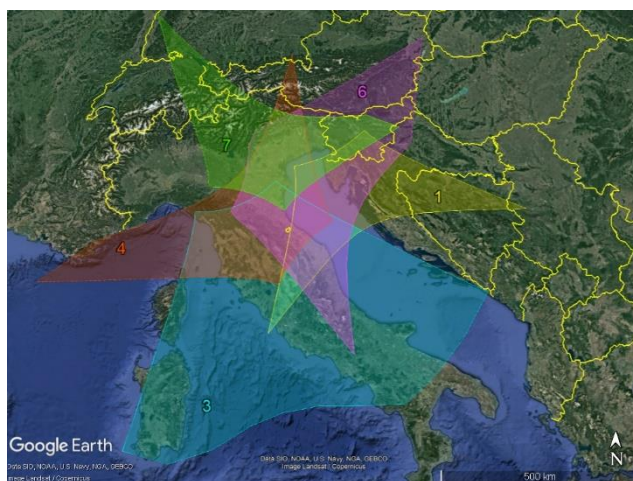 6
7
1
4
3
Google Earth
Data SIO, NOAA, U.S. Navy, NGA, GEBCO
Image Landsat / Copernicus
Data SIO, NOAA, U.S. Navy, NGA, GEBCO
Image Landsat / Copernicus
N
500 km